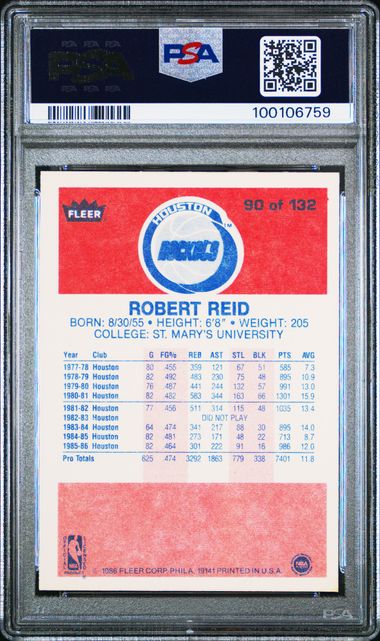 PSA
PSA
100106759
FLEER
HOUSTON
ROCKETS
TM
90 of 132
ROBERT REID
BORN: 8/30/55 • HEIGHT: 6'8" • WEIGHT: 205
COLLEGE: ST. MARY'S UNIVERSITY
Year Club G FG% REB AST STL BLK PTS AVG
1977-78 Houston 80 455 359 121 67 51 585 7.3
1978-79 Houston 82 492 483 230 75 48 895 10.9
1979-80 Houston 76 487 441 244 132 57 991 13.0
1980-81 Houston 82 482 583 344 163 66 1301 15.9
1981-82 Houston 77 456 511 314 115 48 1035 13.4
1982-83 Houston DID NOT PLAY
1983-84 Houston 64 474 341 217 88 30 895 14.0
1984-85 Houston 82 481 273 171 48 22 713 8.7
1985-86 Houston 82 464 301 222 91 16 986 12.0
Pro Totals 625 474 3292 1863 779 338 7401 11.8
1986 FLEER CORP. PHILA. 19141 PRINTED IN U.S.A.
NBA
PSA